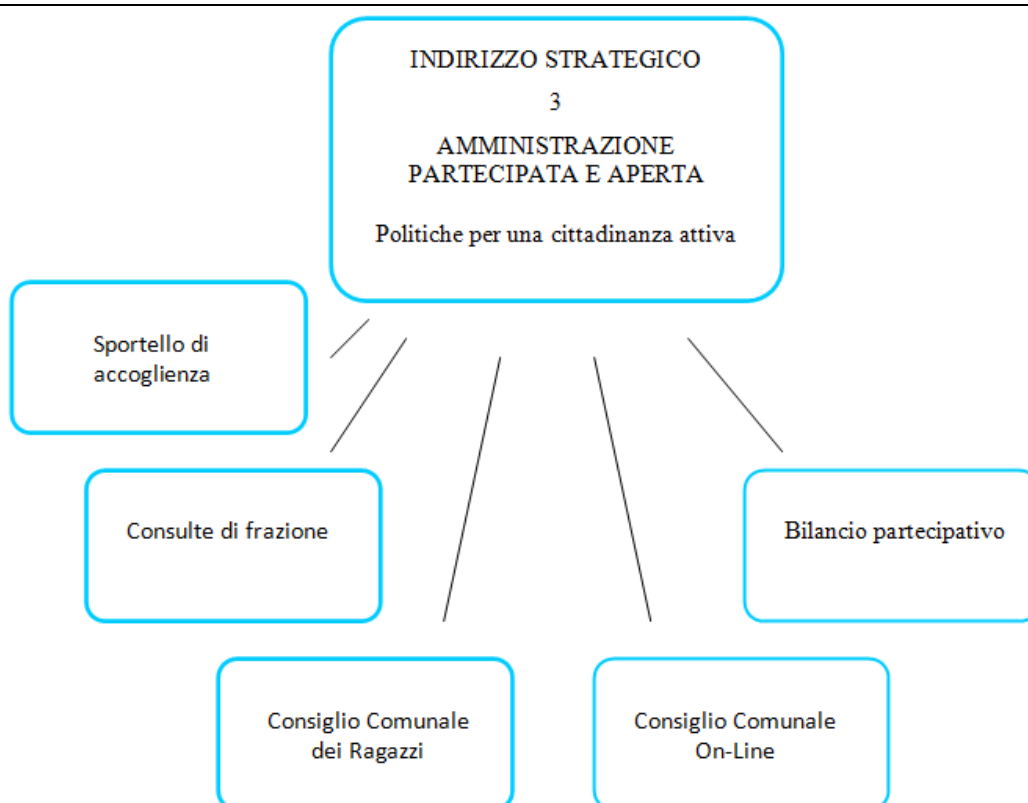 INDIRIZZO STRATEGICO
3
AMMINISTRAZIONE
PARTECIPATA E APERTA
Politiche per una cittadinanza attiva
Sportello di
accoglienza
Consulte di frazione
Bilancio partecipativo
Consiglio Comunale
dei Ragazzi
Consiglio Comunale
On-Line